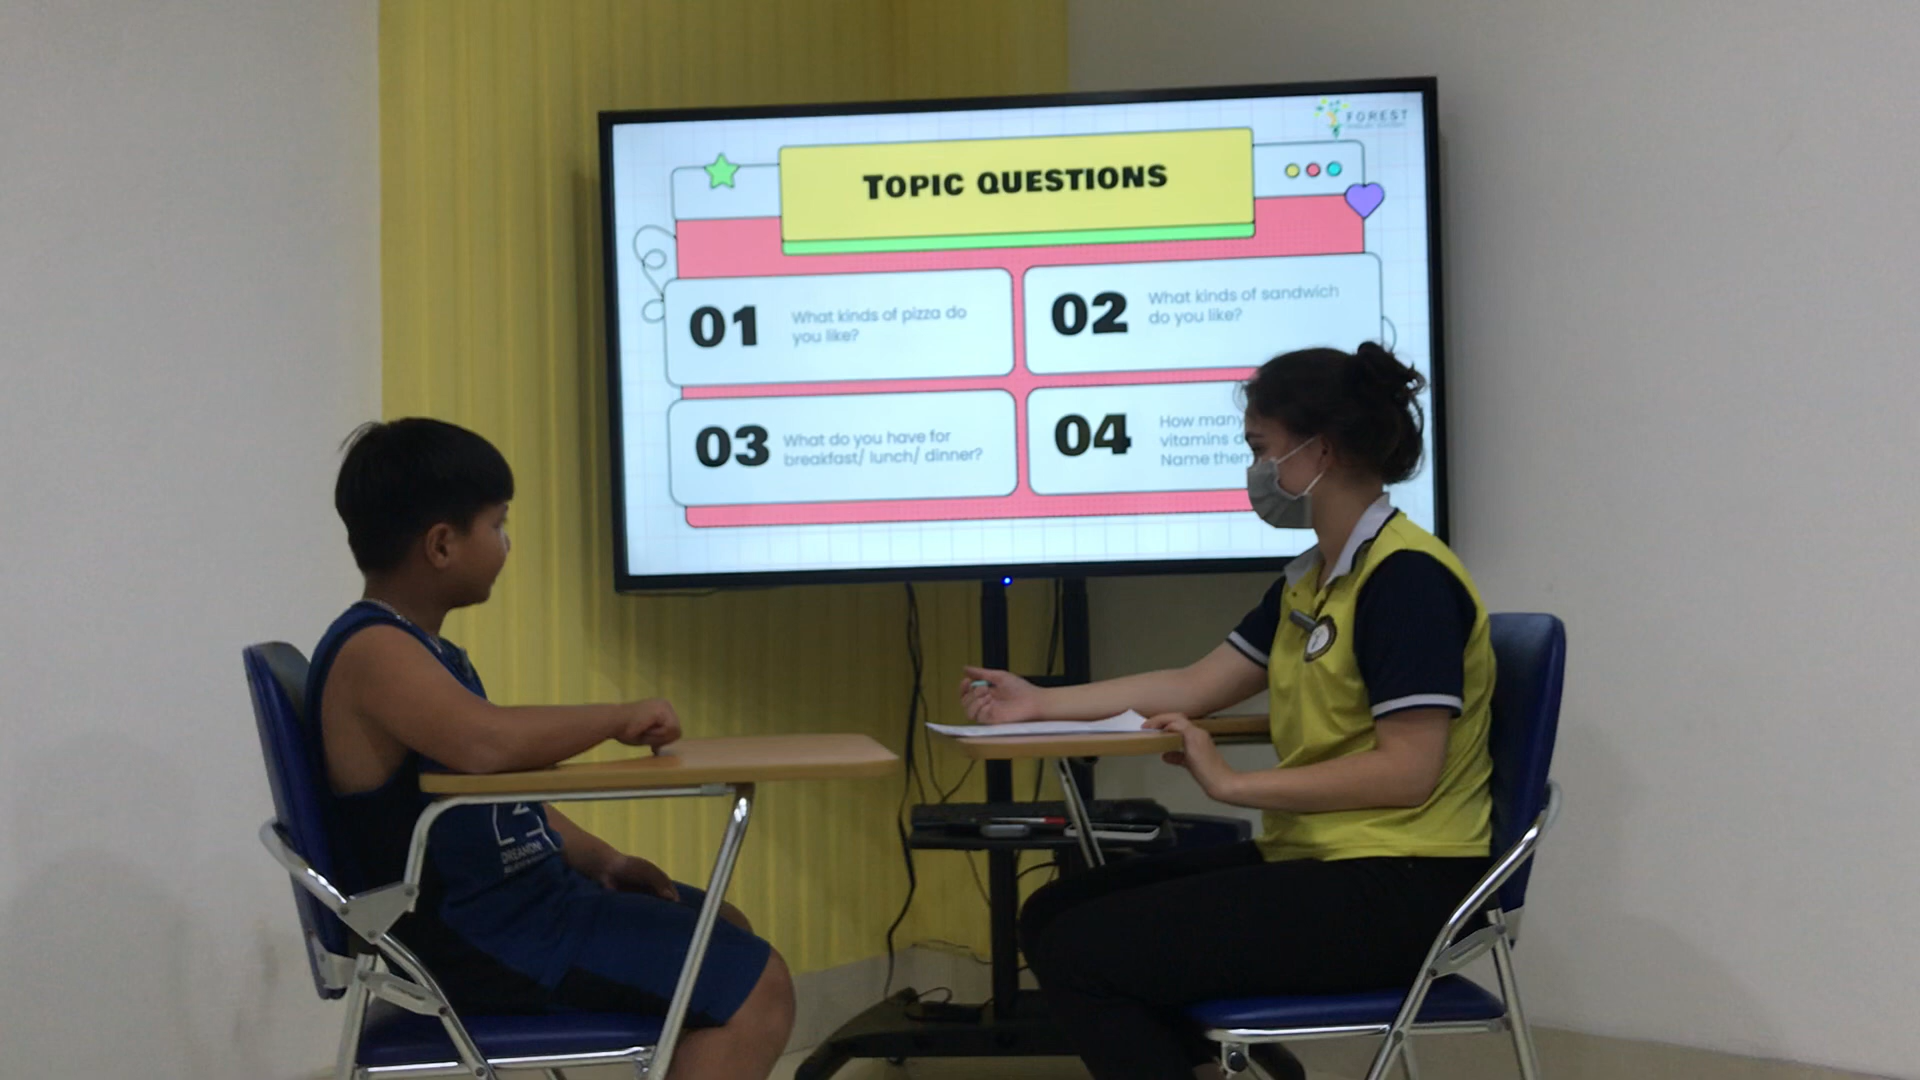 FOREST
TOPIC QUESTIONS
01
What kinds of pizza do
you like?
02
What kinds of sandwich
do you like?
03
What do you have for
breakfast/ lunch/ dinner?
04
How many
vitamins d
Name them